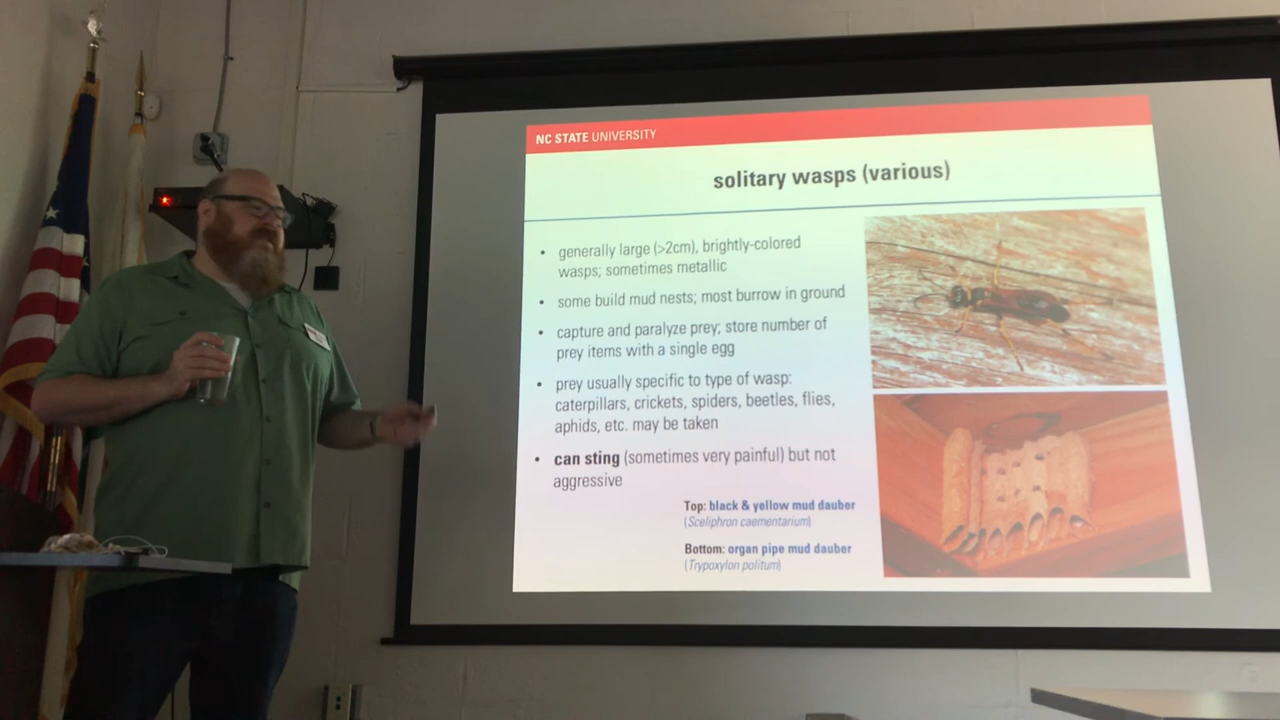 NC STATE UNIVERSITY
solitary wasps (various)
• generally large (>2cm), brightly-colored
wasps; sometimes metallic
• some build mud nests; most burrow in ground
• capture and paralyze prey; store number of
prey items with a single egg
• prey usually specific to type of wasp:
caterpillars, crickets, spiders, beetles, flies,
aphids, etc. may be taken
• can sting (sometimes very painful) but not
aggressive
Top: black & yellow mud dauber
(Sceliphron caementarium)
Bottom: organ pipe mud dauber
(Trypoxylon politum)